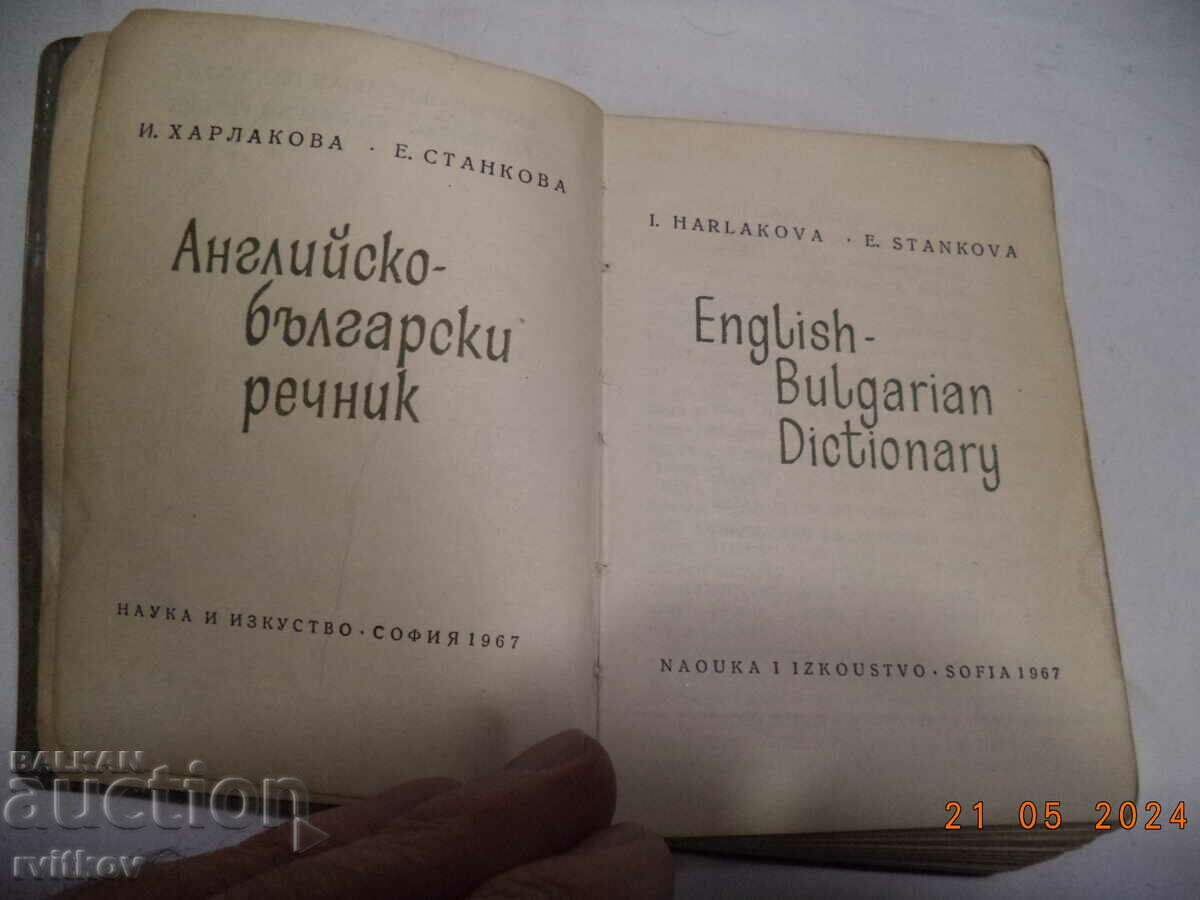 И. ХАРЛАКОВА · Е. СТАНКОВА
Английско-
български
речник
НАУКА И ИЗКУСТВО · СОФИЯ 1967
I. HARLAKOVA · E. STANKOVA
English-
Bulgarian
Dictionary
NAOUKA I IZKOUSTVO · SOFIA 1967
BALKAN
auction
rvitkov
21 05 2024